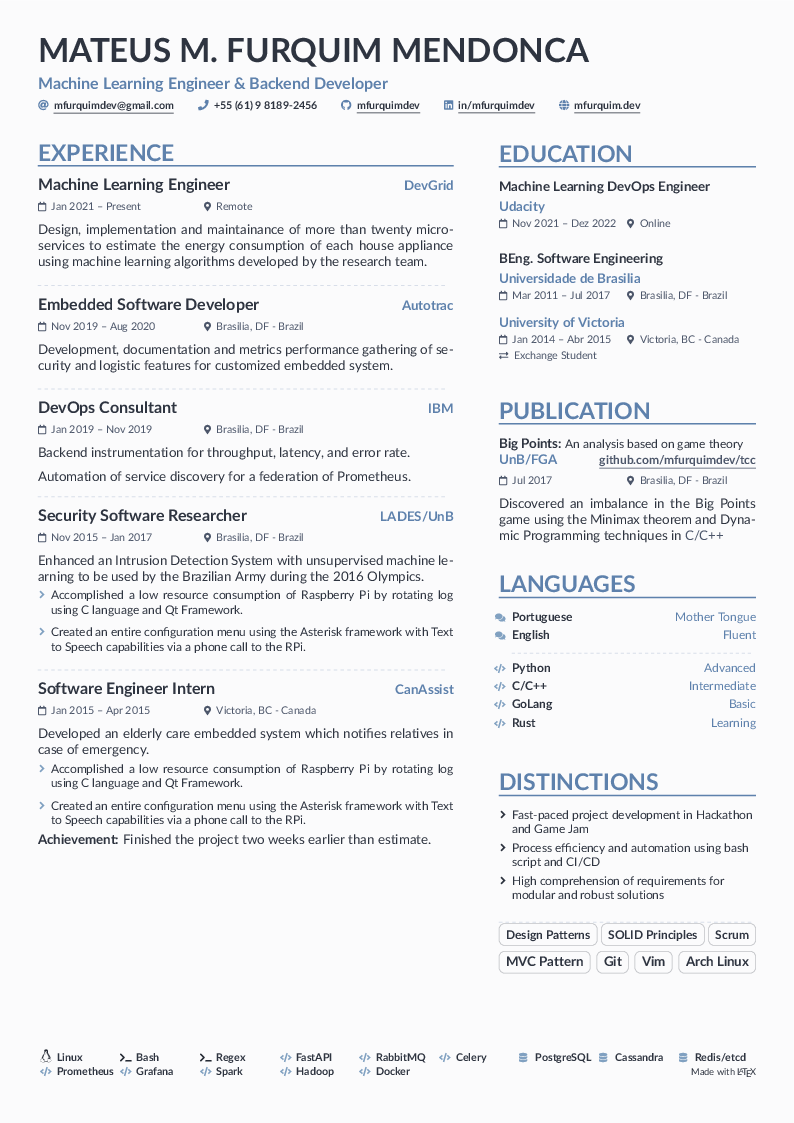 MATEUS M. FURQUIM MENDONCA
Machine Learning Engineer & Backend Developer
mfurquimdev@gmail.com +55 (61) 9 8189-2456 mfurquimdev in/mfurquimdev mfurquim.dev
EXPERIENCE
Machine Learning Engineer DevGrid
Jan 2021 – Present Remote
Design, implementation and maintainance of more than twenty micro-
services to estimate the energy consumption of each house appliance
using machine learning algorithms developed by the research team.
Embedded Software Developer Autotrac
Nov 2019 – Aug 2020 Brasilia, DF - Brazil
Development, documentation and metrics performance gathering of se-
curity and logistic features for customized embedded system.
DevOps Consultant IBM
Jan 2019 – Nov 2019 Brasilia, DF - Brazil
Backend instrumentation for throughput, latency, and error rate.
Automation of service discovery for a federation of Prometheus.
Security Software Researcher LADES/UnB
Nov 2015 – Jan 2017 Brasilia, DF - Brazil
Enhanced an Intrusion Detection System with unsupervised machine le-
arning to be used by the Brazilian Army during the 2016 Olympics.
Accomplished a low resource consumption of Raspberry Pi by rotating log
using C language and Qt Framework.
Created an entire configuration menu using the Asterisk framework with Text
to Speech capabilities via a phone call to the RPi.
Software Engineer Intern CanAssist
Jan 2015 – Apr 2015 Victoria, BC - Canada
Developed an elderly care embedded system which notifies relatives in
case of emergency.
Accomplished a low resource consumption of Raspberry Pi by rotating log
using C language and Qt Framework.
Created an entire configuration menu using the Asterisk framework with Text
to Speech capabilities via a phone call to the RPi.
Achievement: Finished the project two weeks earlier than estimate.
EDUCATION
Machine Learning DevOps Engineer
Udacity
Nov 2021 – Dez 2022 Online
BEng. Software Engineering
Universidade de Brasilia
Mar 2011 – Jul 2017 Brasilia, DF - Brazil
University of Victoria
Jan 2014 – Abr 2015 Victoria, BC - Canada
Exchange Student
PUBLICATION
Big Points: An analysis based on game theory
UnB/FGA github.com/mfurquimdev/tcc
Jul 2017 Brasilia, DF - Brazil
Discovered an imbalance in the Big Points
game using the Minimax theorem and Dyna-
mic Programming techniques in C/C++
LANGUAGES
Portuguese Mother Tongue
English Fluent
Python Advanced
C/C++ Intermediate
GoLang Basic
Rust Learning
DISTINCTIONS
Fast-paced project development in Hackathon
and Game Jam
Process efficiency and automation using bash
script and CI/CD
High comprehension of requirements for
modular and robust solutions
Design Patterns SOLID Principles Scrum
MVC Pattern Git Vim Arch Linux
Linux Bash Regex FastAPI RabbitMQ Celery PostgreSQL Cassandra Redis/etcd
Prometheus Grafana Spark Hadoop Docker Made with LaTeX